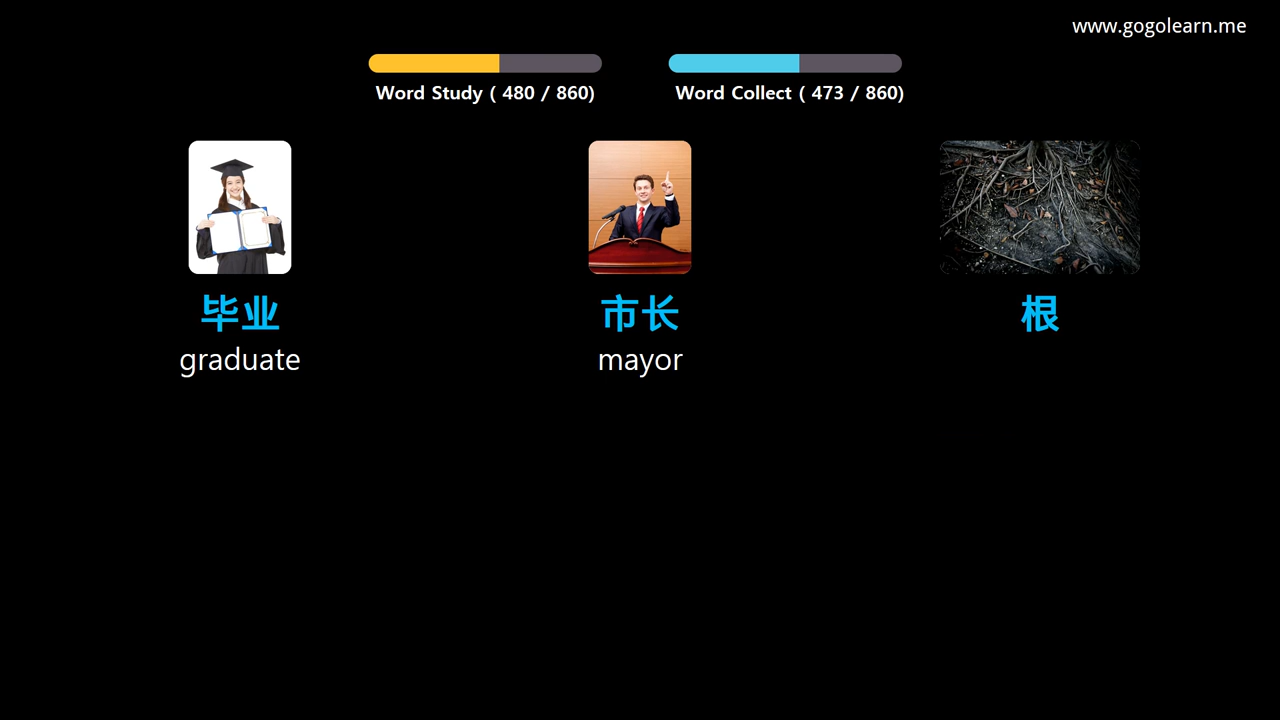 www.gogolearn.me
Word Study ( 480 / 860)
Word Collect ( 473 / 860)
毕业
市长
根
graduate
mayor